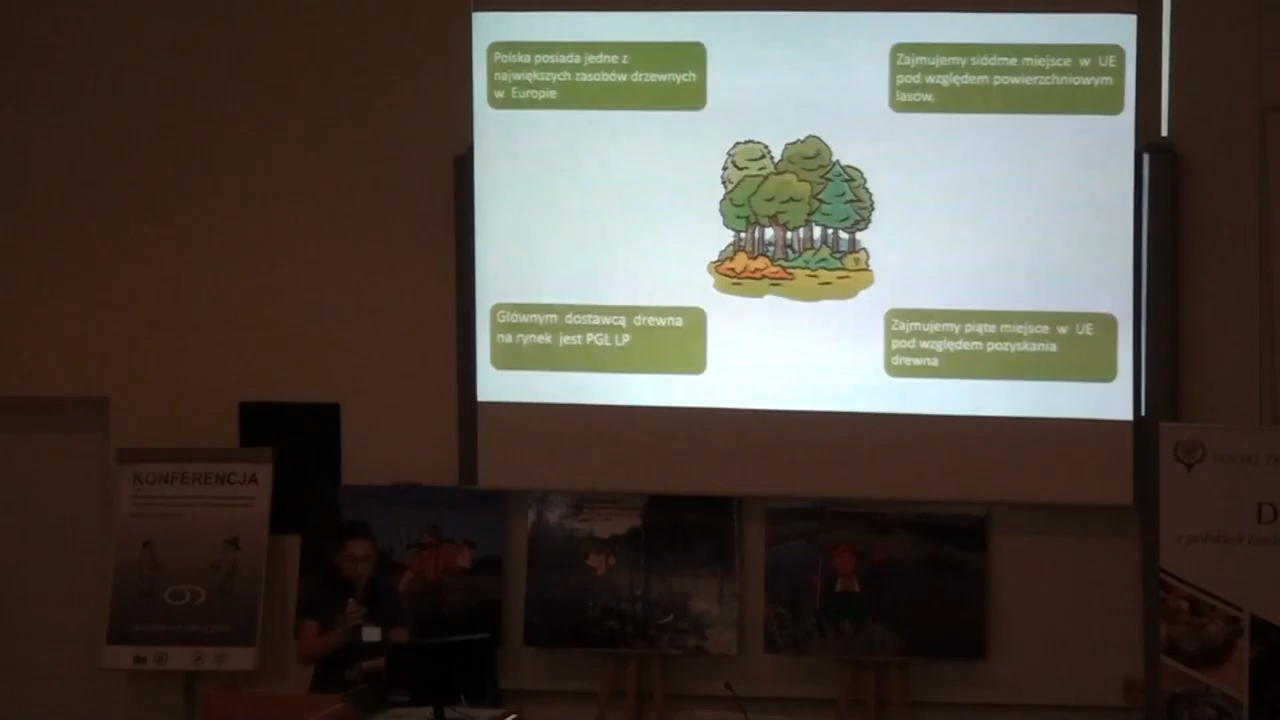 Polska posiada jedne z
największych zasobów drzewnych
w Europie
Zajmujemy siódme miejsce w UE
pod względem powierzchniowym
lasów,
Głównym dostawcą drewna
na rynek jest PGL LP
Zajmujemy piąte miejsce w UE
pod względem pozyskania
drewna
KONFERENCJA
D
z polskich